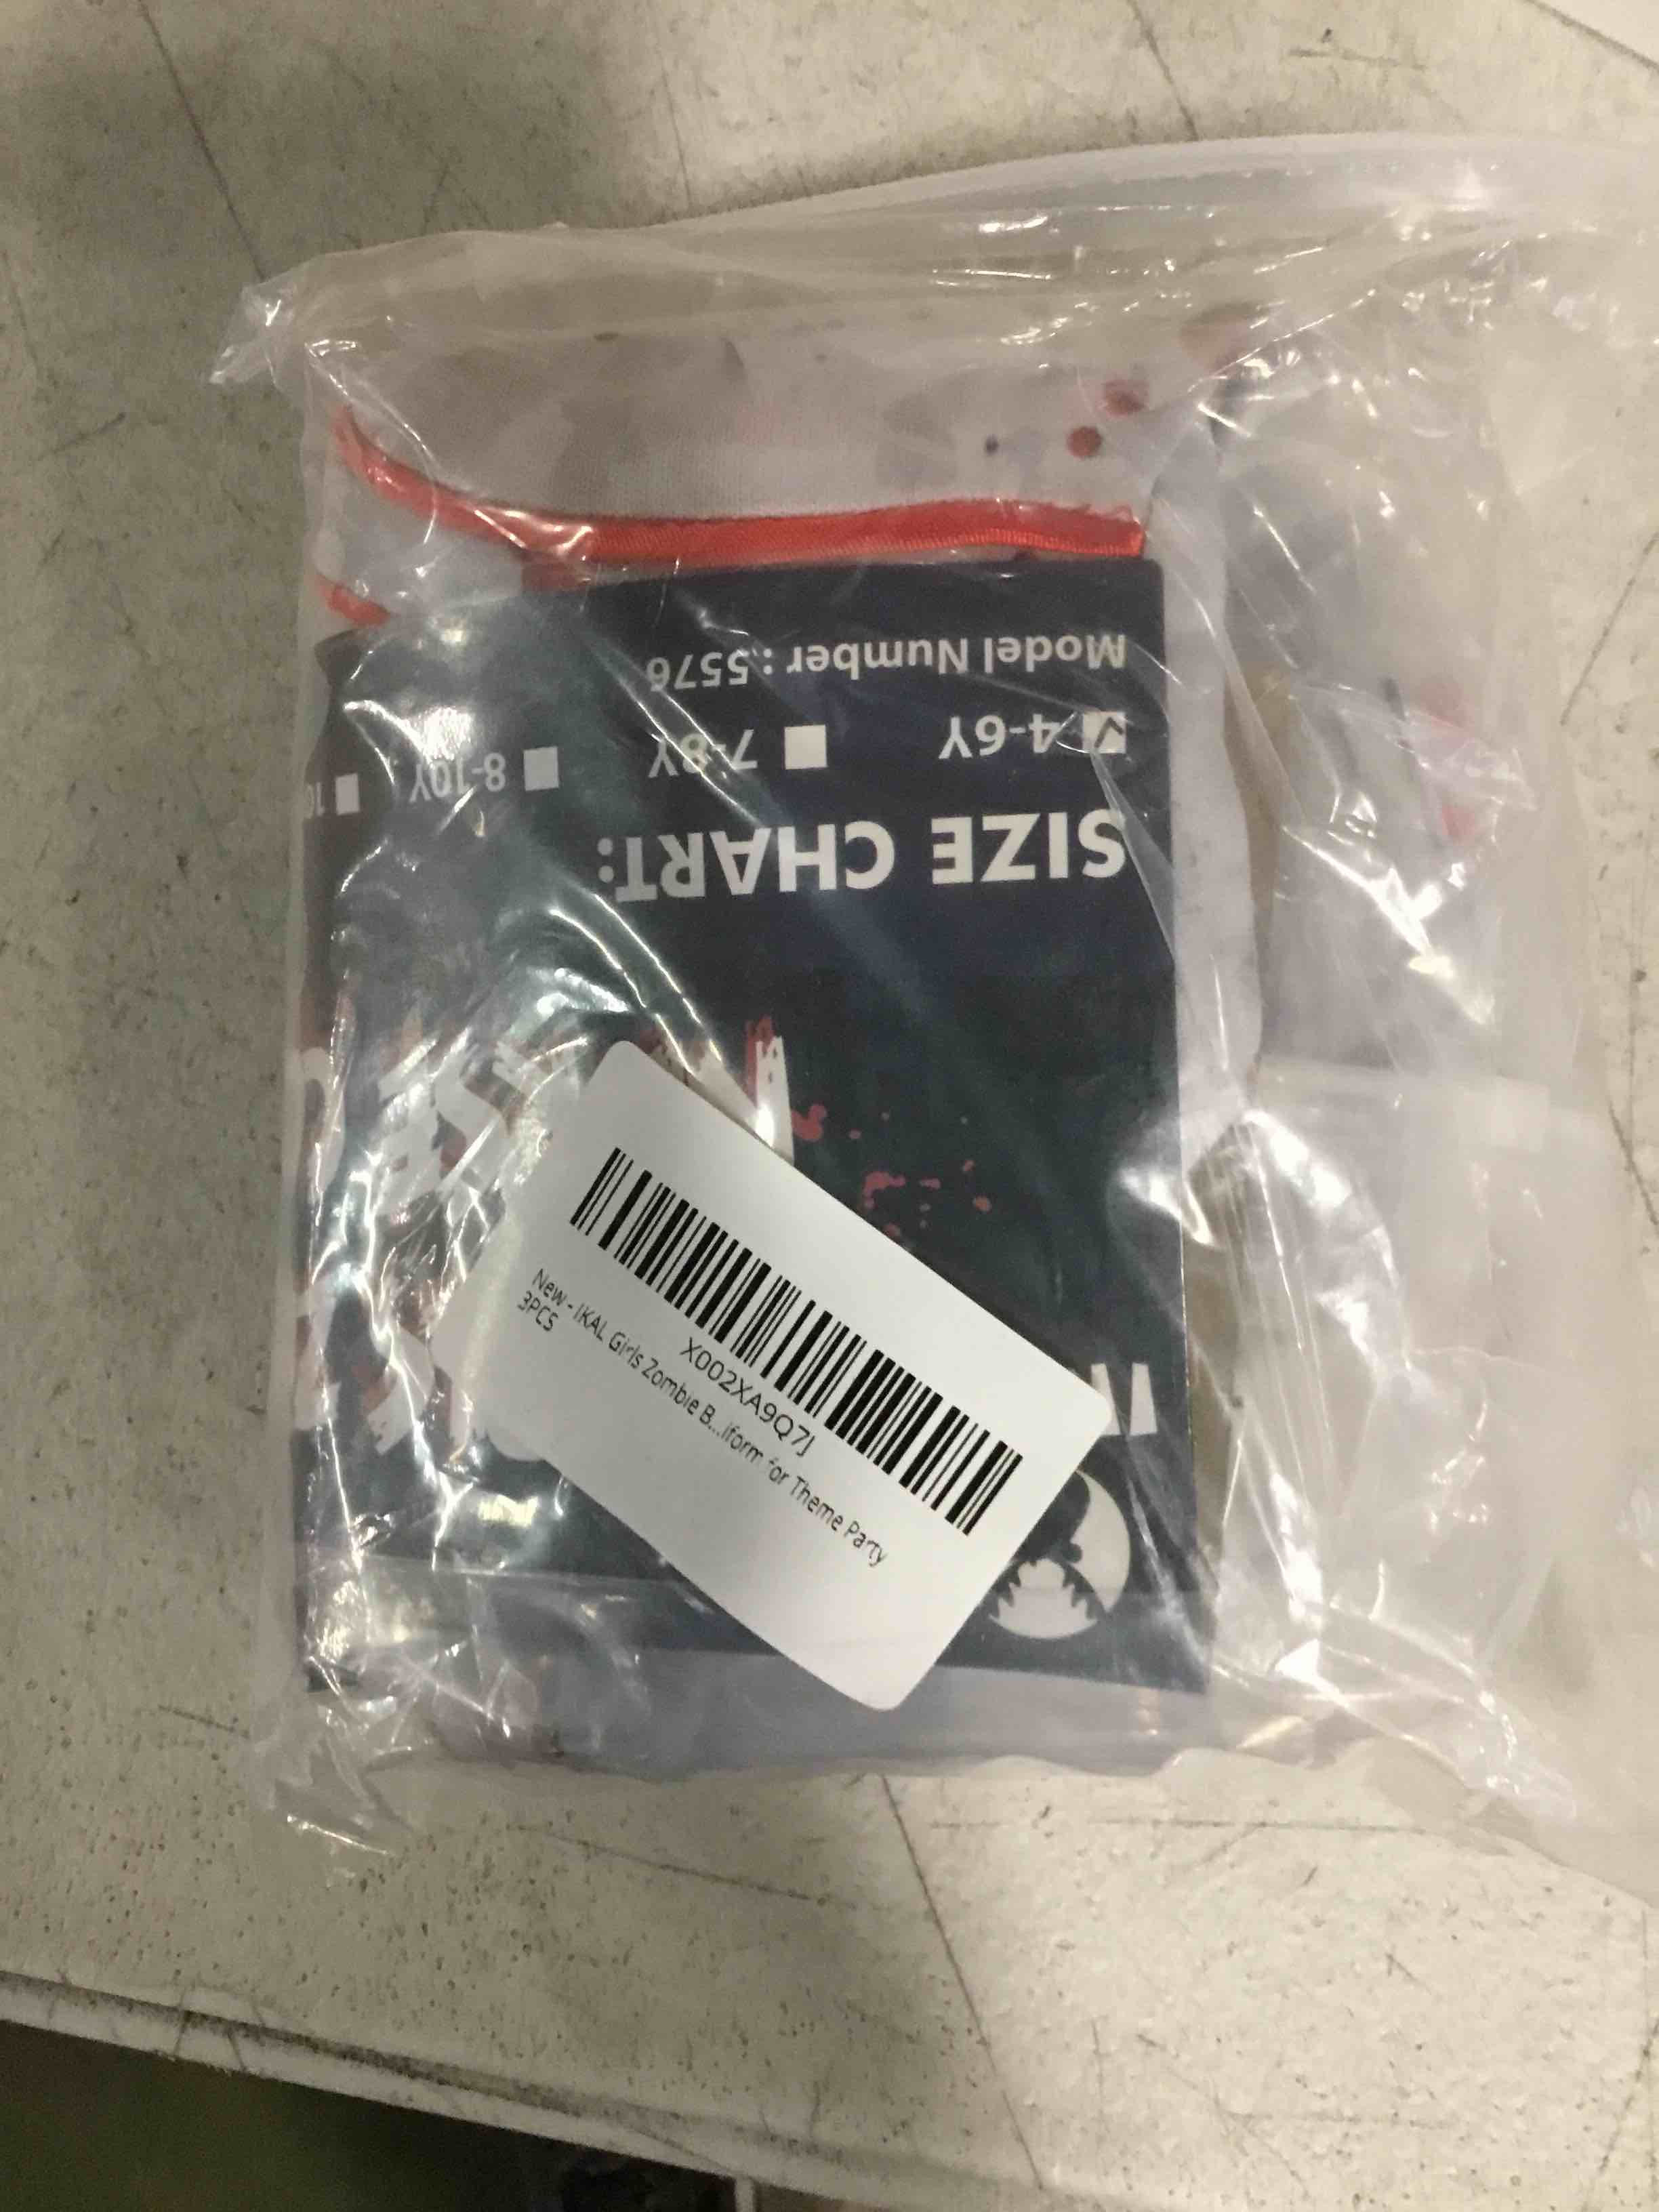 SIZE CHART:
4-6Y 7-8Y 8-10Y
Model Number: 5576
X002XA9Q7J
New - IKAL Girls Zombie B...iform for Theme Party
3PCS